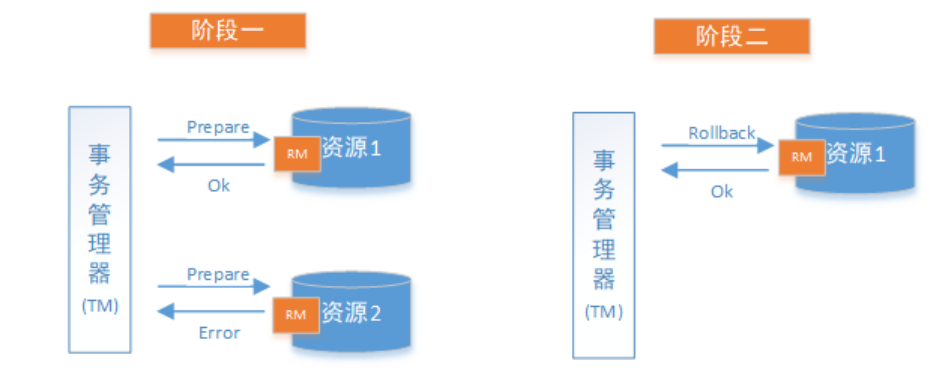 阶段一
阶段二
事务管理器
(TM)
Prepare
Ok
RM
资源1
Prepare
Error
RM
资源2
事务管理器
(TM)
Rollback
Ok
RM
资源1